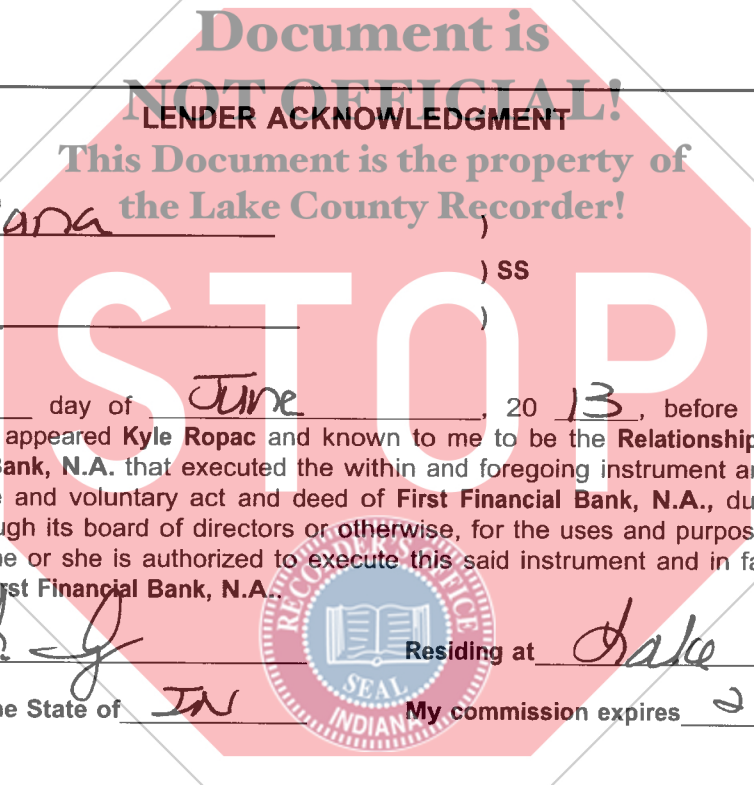 Document is
NOT OFFICIAL!
LENDER ACKNOWLEDGMENT
This Document is the property of
the Lake County Recorder!
iana )
) SS
)
STOP
day of June , 20 13 , before
appeared Kyle Ropac and known to me to be the Relationship
Bank, N.A. that executed the within and foregoing instrument a
e and voluntary act and deed of First Financial Bank, N.A., du
ugh its board of directors or otherwise, for the uses and purpos
he or she is authorized to execute this said instrument and in fa
rst Financial Bank, N.A..
RECORDER'S OFFICE
Residing at Lake
SEAL
he State of IN My commission expires 2
INDIANA